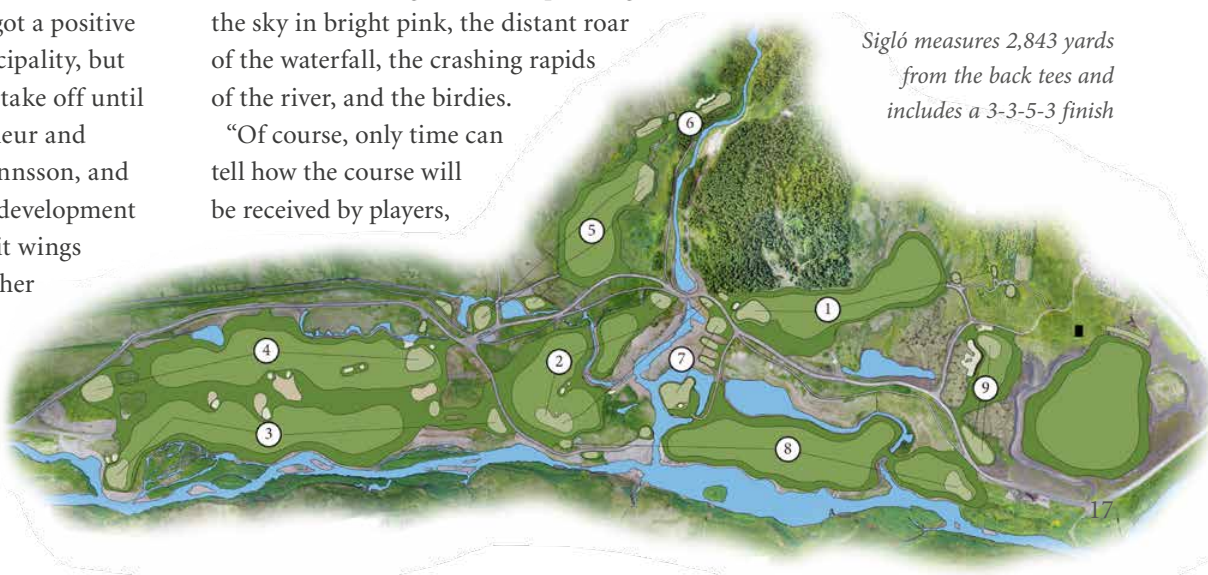 got a positive
cipality, but
take off until
eur and
nnsson, and
development
it wings
her
the sky in bright pink, the distant roar
of the waterfall, the crashing rapids
of the river, and the birdies.
“Of course, only time can
tell how the course will
be received by players,
Sigló measures 2,843 yards
from the back tees and
includes a 3-3-5-3 finish
6
5
1
4
2
7
9
3
8
17